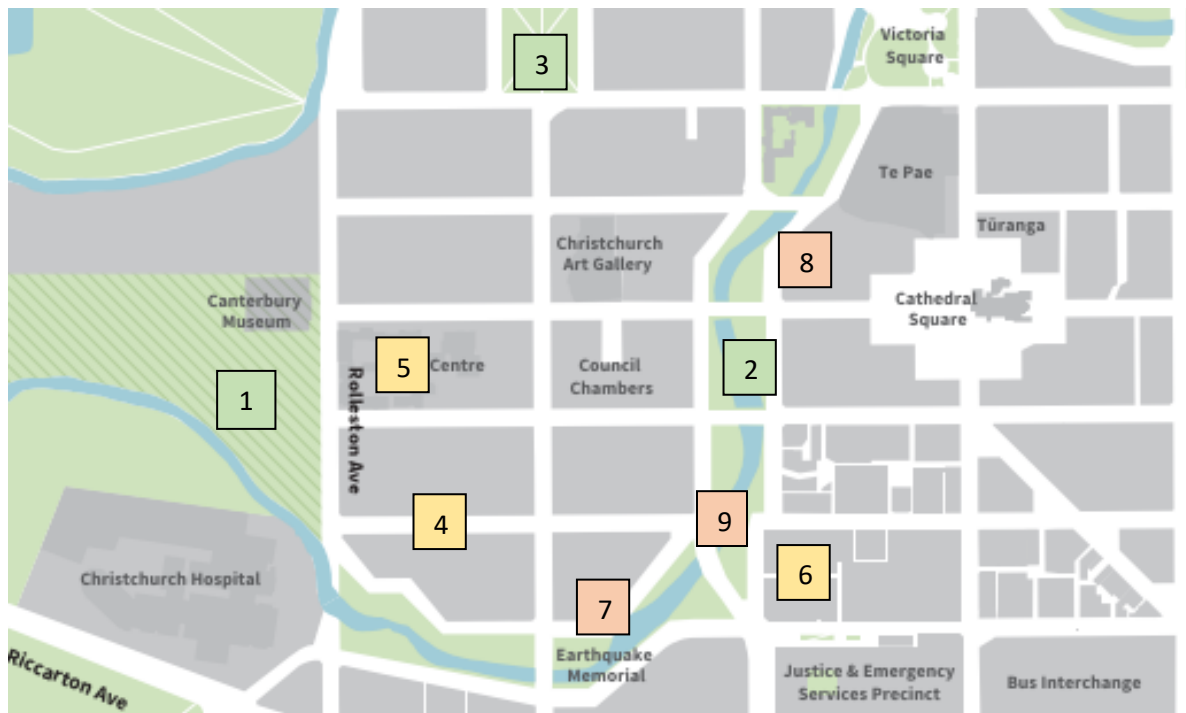 Victoria
Square
3
Te Pae
Tūranga
Christchurch
Art Gallery
8
Canterbury
Museum
Cathedral
Square
5
Centre
Council
Chambers
2
1
Rolleston Ave
4
9
Christchurch Hospital
6
7
Earthquake
Memorial
Riccarton Ave
Justice & Emergency
Services Precinct
Bus Interchange